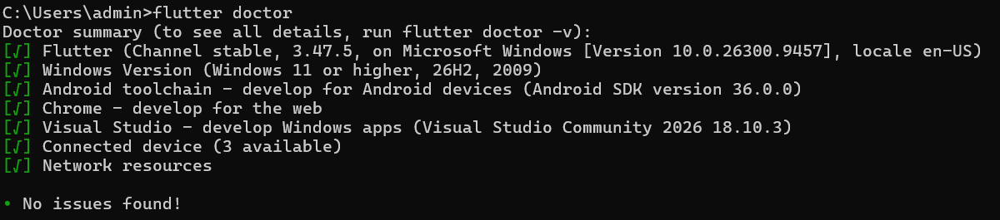 C:\Users\admin>flutter doctor
Doctor summary (to see all details, run flutter doctor -v):
[√] Flutter (Channel stable, 3.47.5, on Microsoft Windows [Version 10.0.26300.9457], locale en-US)
[√] Windows Version (Windows 11 or higher, 26H2, 2009)
[√] Android toolchain - develop for Android devices (Android SDK version 36.0.0)
[√] Chrome - develop for the web
[√] Visual Studio - develop Windows apps (Visual Studio Community 2026 18.10.3)
[√] Connected device (3 available)
[√] Network resources
• No issues found!